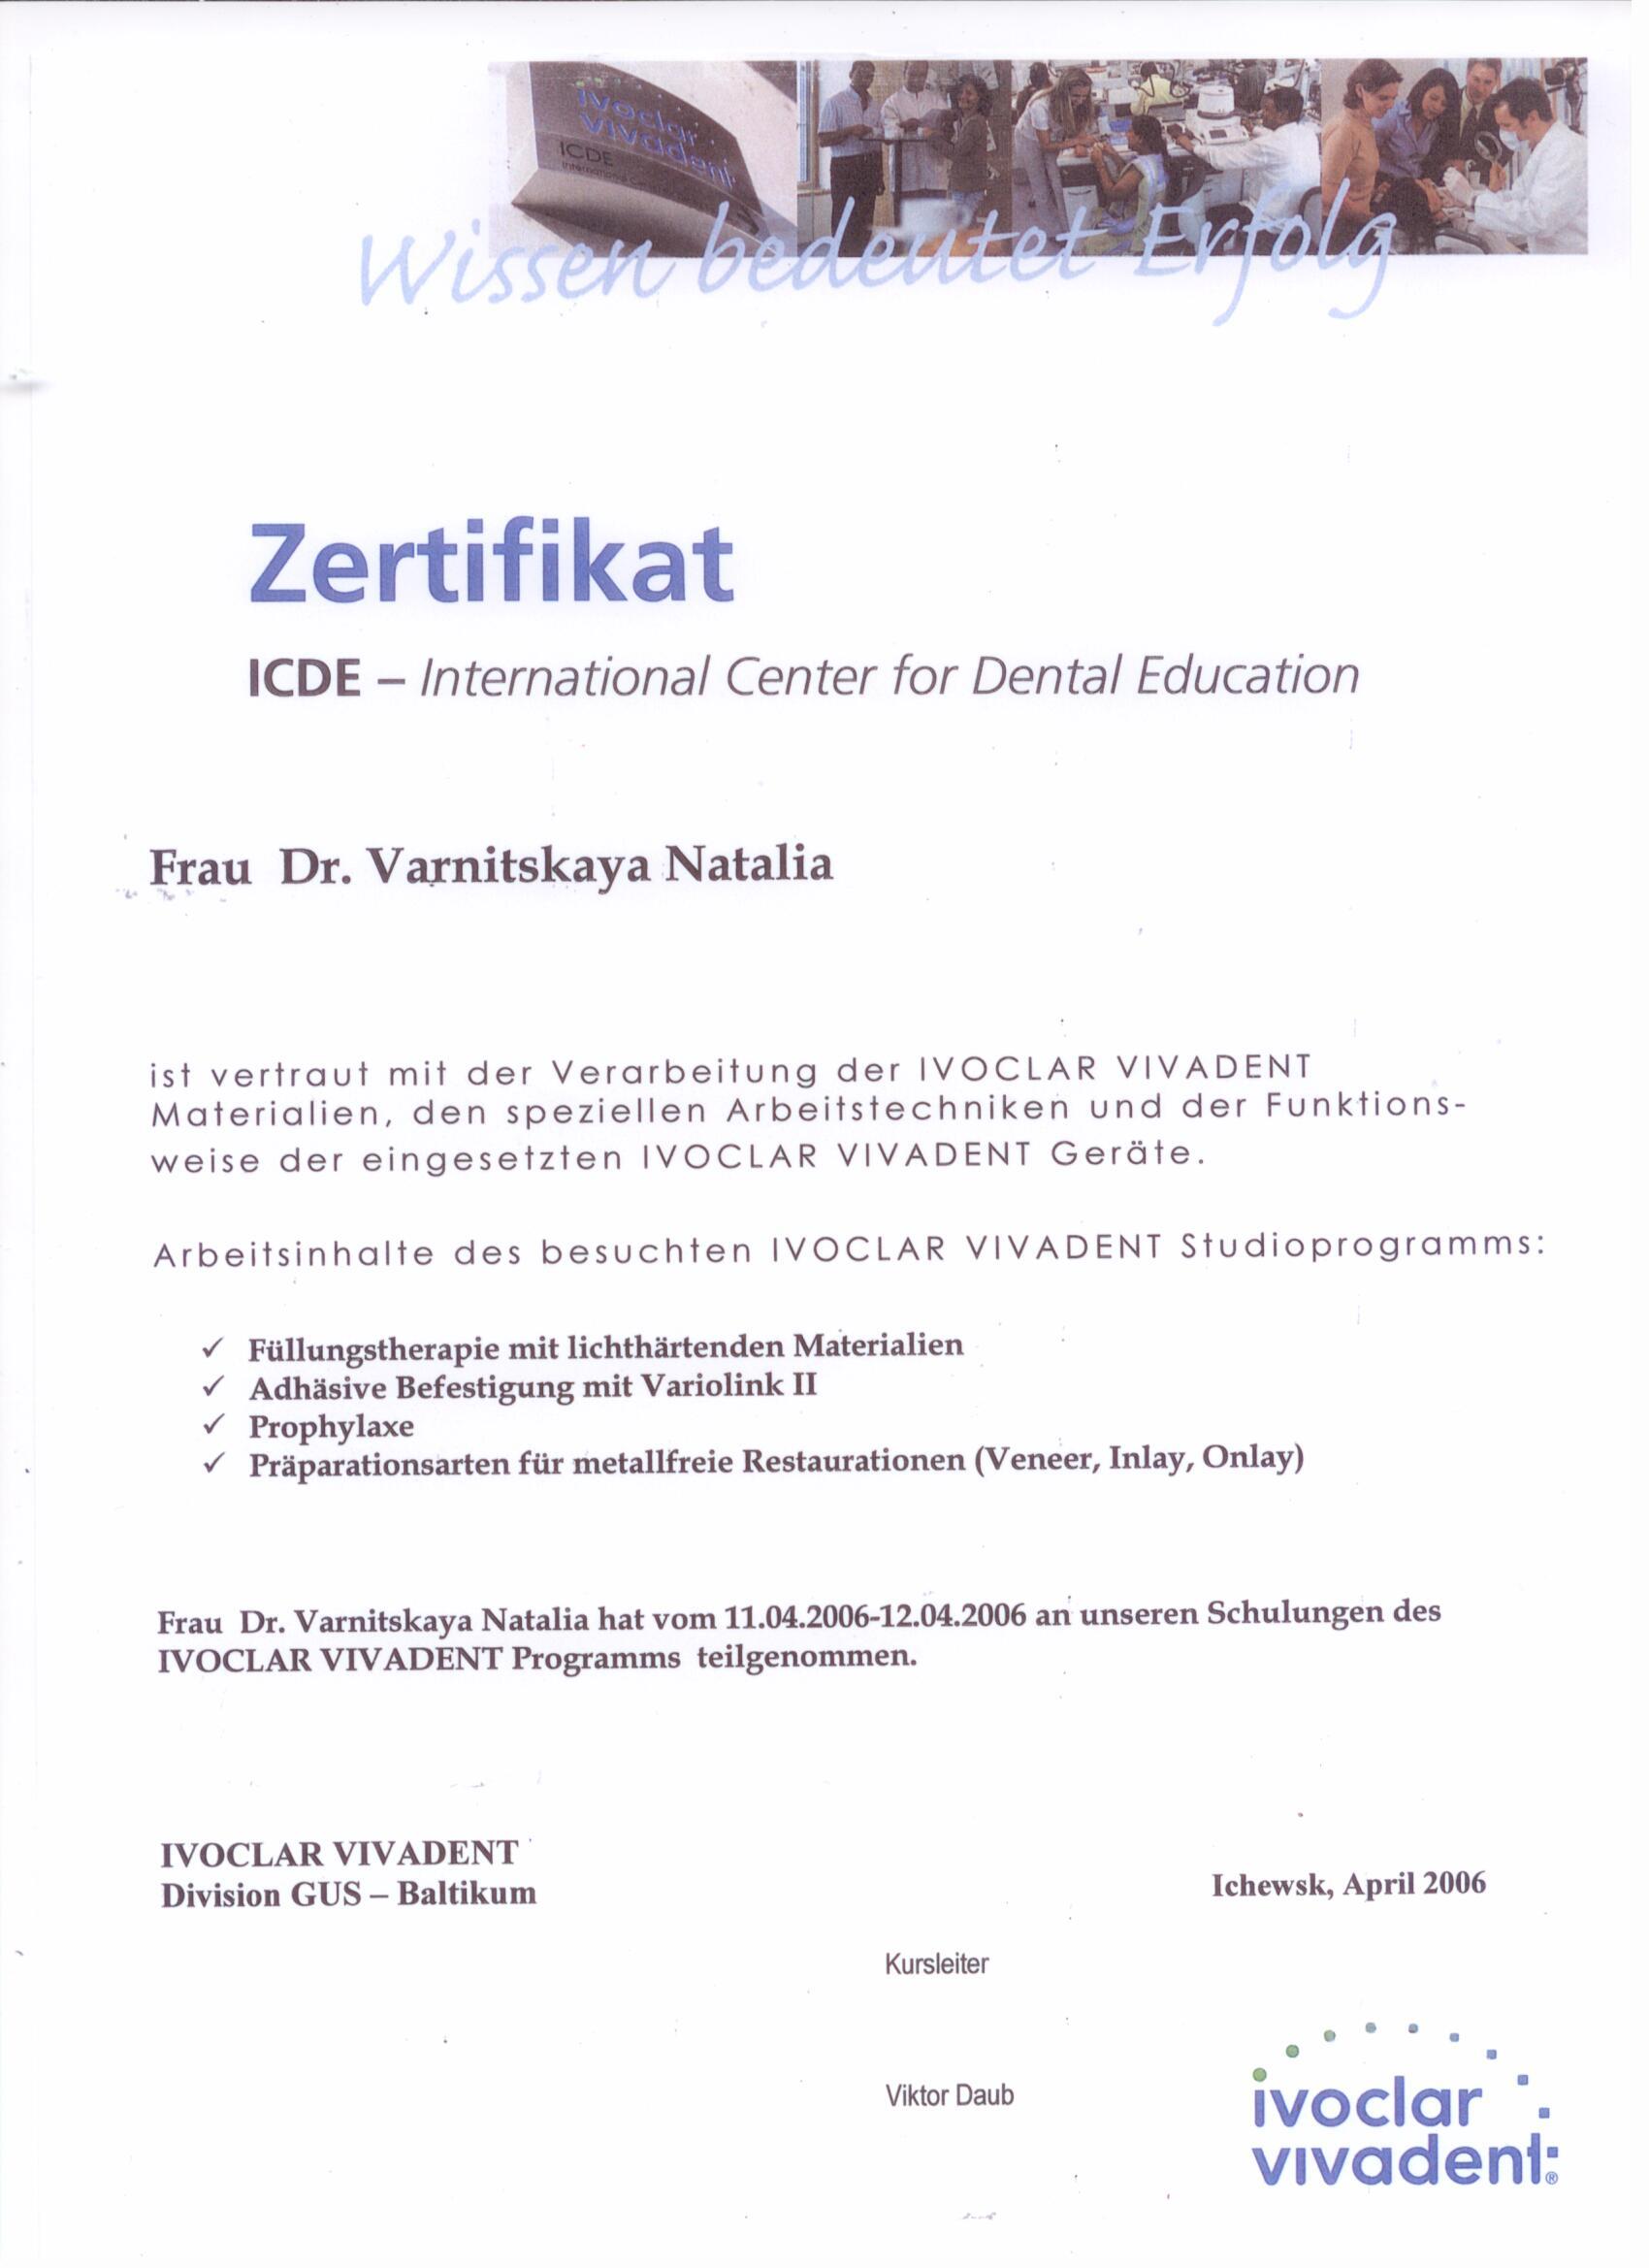 ivoclar
vivadent
ICDE
Wissen bedeutet Erfolg
Zertifikat
ICDE – International Center for Dental Education
Frau Dr. Varnitskaya Natalia
ist vertraut mit der Verarbeitung der IVOCLAR VIVADENT
Materialien, den speziellen Arbeitstechniken und der Funktions-
weise der eingesetzten IVOCLAR VIVADENT Geräte.
Arbeitsinhalte des besuchten IVOCLAR VIVADENT Studioprogramms:
✓ Füllungstherapie mit lichthärtenden Materialien
✓ Adhäsive Befestigung mit Variolink II
✓ Prophylaxe
✓ Präparationsarten für metallfreie Restaurationen (Veneer, Inlay, Onlay)
Frau Dr. Varnitskaya Natalia hat vom 11.04.2006-12.04.2006 an unseren Schulungen des
IVOCLAR VIVADENT Programms teilgenommen.
IVOCLAR VIVADENT
Division GUS – Baltikum
Ichewsk, April 2006
Kursleiter
Viktor Daub
ivoclar
vivadent:®